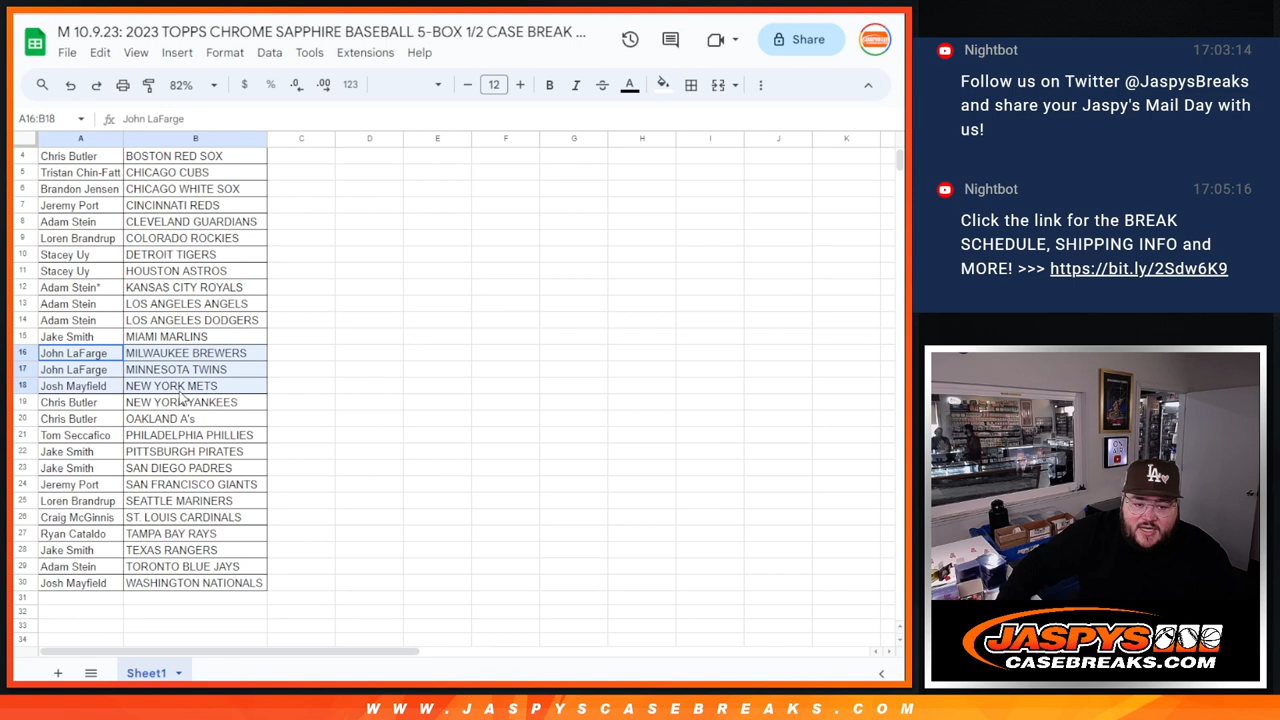 M 10.9.23: 2023 TOPPS CHROME SAPPHIRE BASEBALL 5-BOX 1/2 CASE BREAK ...
File Edit View Insert Format Data Tools Extensions Help
Share
82% $ % .0 .00 123 12 B I S A
A16:B18 fx John LaFarge
A B C D E F G H I J K
4 Chris Butler BOSTON RED SOX
5 Tristan Chin-Fatt CHICAGO CUBS
6 Brandon Jensen CHICAGO WHITE SOX
7 Jeremy Port CINCINNATI REDS
8 Adam Stein CLEVELAND GUARDIANS
9 Loren Brandrup COLORADO ROCKIES
10 Stacey Uy DETROIT TIGERS
11 Stacey Uy HOUSTON ASTROS
12 Adam Stein* KANSAS CITY ROYALS
13 Adam Stein LOS ANGELES ANGELS
14 Adam Stein LOS ANGELES DODGERS
15 Jake Smith MIAMI MARLINS
16 John LaFarge MILWAUKEE BREWERS
17 John LaFarge MINNESOTA TWINS
18 Josh Mayfield NEW YORK METS
19 Chris Butler NEW YORK YANKEES
20 Chris Butler OAKLAND A's
21 Tom Seccafico PHILADELPHIA PHILLIES
22 Jake Smith PITTSBURGH PIRATES
23 Jake Smith SAN DIEGO PADRES
24 Jeremy Port SAN FRANCISCO GIANTS
25 Loren Brandrup SEATTLE MARINERS
26 Craig McGinnis ST. LOUIS CARDINALS
27 Ryan Cataldo TAMPA BAY RAYS
28 Jake Smith TEXAS RANGERS
29 Adam Stein TORONTO BLUE JAYS
30 Josh Mayfield WASHINGTON NATIONALS
31
32
33
34
Sheet1
Nightbot 17:03:14
Follow us on Twitter @JaspysBreaks
and share your Jaspy's Mail Day with
us!
Nightbot 17:05:16
Click the link for the BREAK
SCHEDULE, SHIPPING INFO and
MORE! >>> https://bit.ly/2Sdw6K9
ON AIR
LA
JASPYS
CASEBREAKS.COM
WWW.JASPYSCASEBREAKS.COM